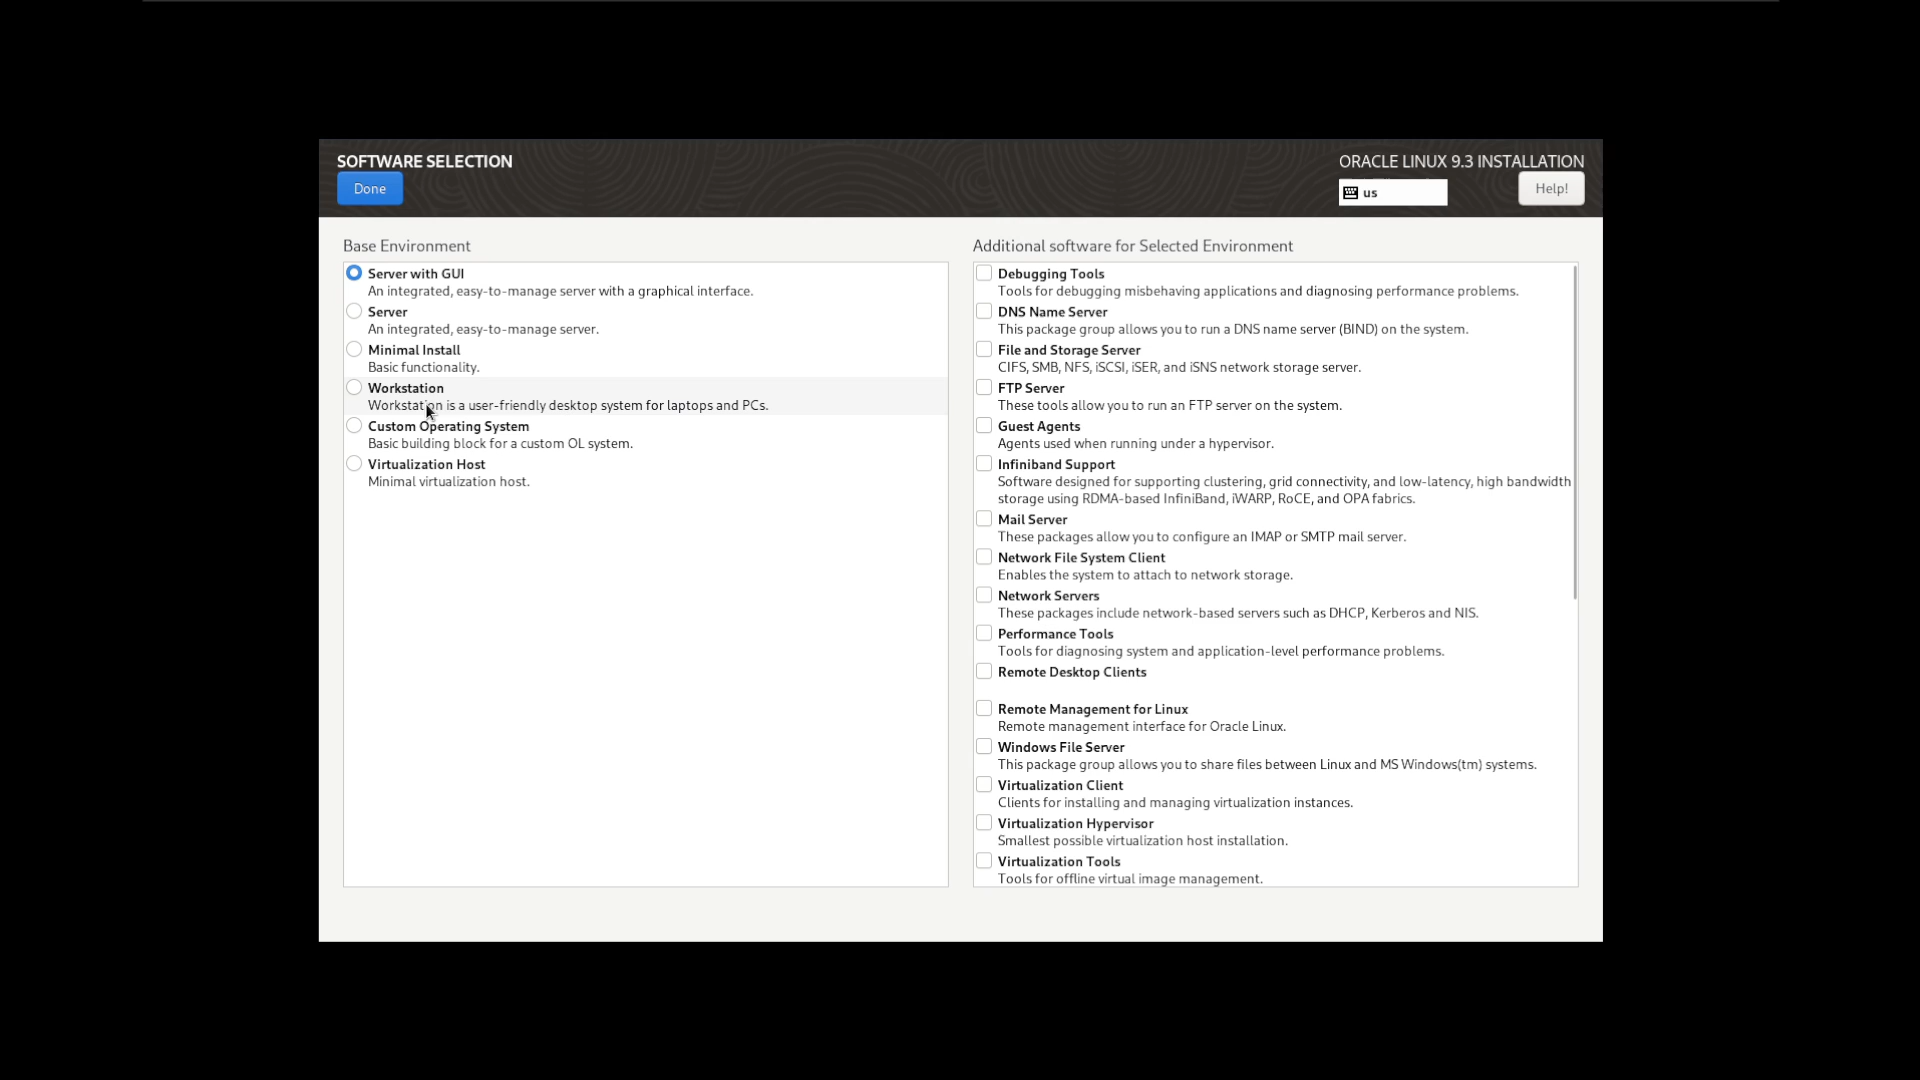 SOFTWARE SELECTION
Done
ORACLE LINUX 9.3 INSTALLATION
us
Help!
Base Environment
Server with GUI
An integrated, easy-to-manage server with a graphical interface.
Server
An integrated, easy-to-manage server.
Minimal Install
Basic functionality.
Workstation
Workstation is a user-friendly desktop system for laptops and PCs.
Custom Operating System
Basic building block for a custom OL system.
Virtualization Host
Minimal virtualization host.
Additional software for Selected Environment
Debugging Tools
Tools for debugging misbehaving applications and diagnosing performance problems.
DNS Name Server
This package group allows you to run a DNS name server (BIND) on the system.
File and Storage Server
CIFS, SMB, NFS, iSCSI, iSER, and iSNS network storage server.
FTP Server
These tools allow you to run an FTP server on the system.
Guest Agents
Agents used when running under a hypervisor.
Infiniband Support
Software designed for supporting clustering, grid connectivity, and low-latency, high bandwidth
storage using RDMA-based InfiniBand, iWARP, RoCE, and OPA fabrics.
Mail Server
These packages allow you to configure an IMAP or SMTP mail server.
Network File System Client
Enables the system to attach to network storage.
Network Servers
These packages include network-based servers such as DHCP, Kerberos and NIS.
Performance Tools
Tools for diagnosing system and application-level performance problems.
Remote Desktop Clients
Remote Management for Linux
Remote management interface for Oracle Linux.
Windows File Server
This package group allows you to share files between Linux and MS Windows(tm) systems.
Virtualization Client
Clients for installing and managing virtualization instances.
Virtualization Hypervisor
Smallest possible virtualization host installation.
Virtualization Tools
Tools for offline virtual image management.